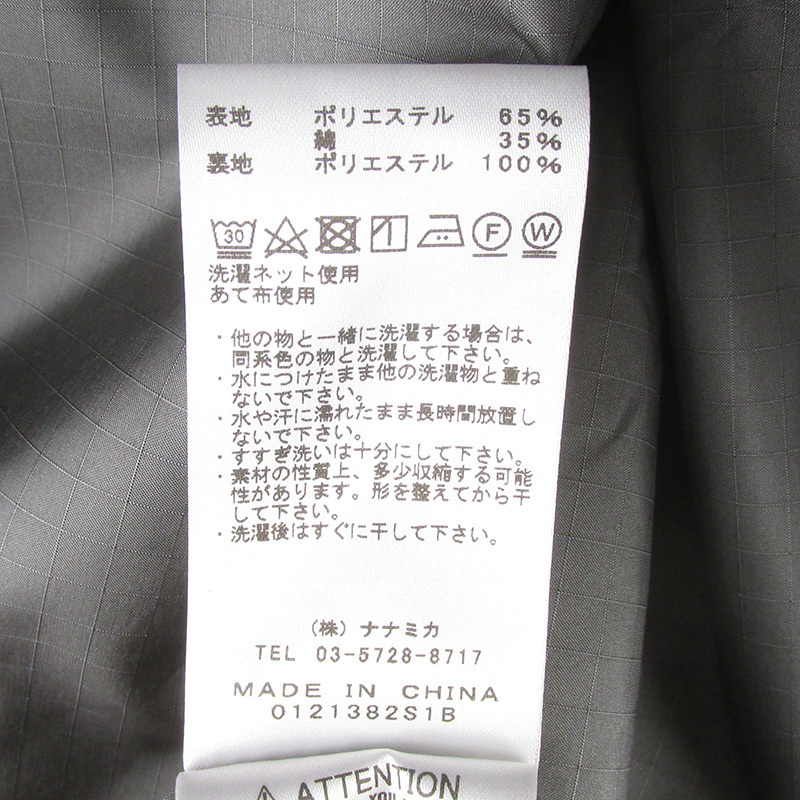 表地 ポリエステル 65%
綿 35%
裏地 ポリエステル 100%
30 F W
洗濯ネット使用
あて布使用
・他の物と一緒に洗濯する場合は、
同系色の物と洗濯して下さい。
・水につけたまま他の洗濯物と重ね
ないで下さい。
・水や汗に濡れたまま長時間放置し
ないで下さい。
・すすぎ洗いは十分にして下さい。
・素材の性質上、多少収縮する可能
性があります。形を整えてから干
して下さい。
・洗濯後はすぐに干して下さい。
(株)ナナミカ
TEL 03-5728-8717
MADE IN CHINA
0121382S1B
ATTENTION
YOU